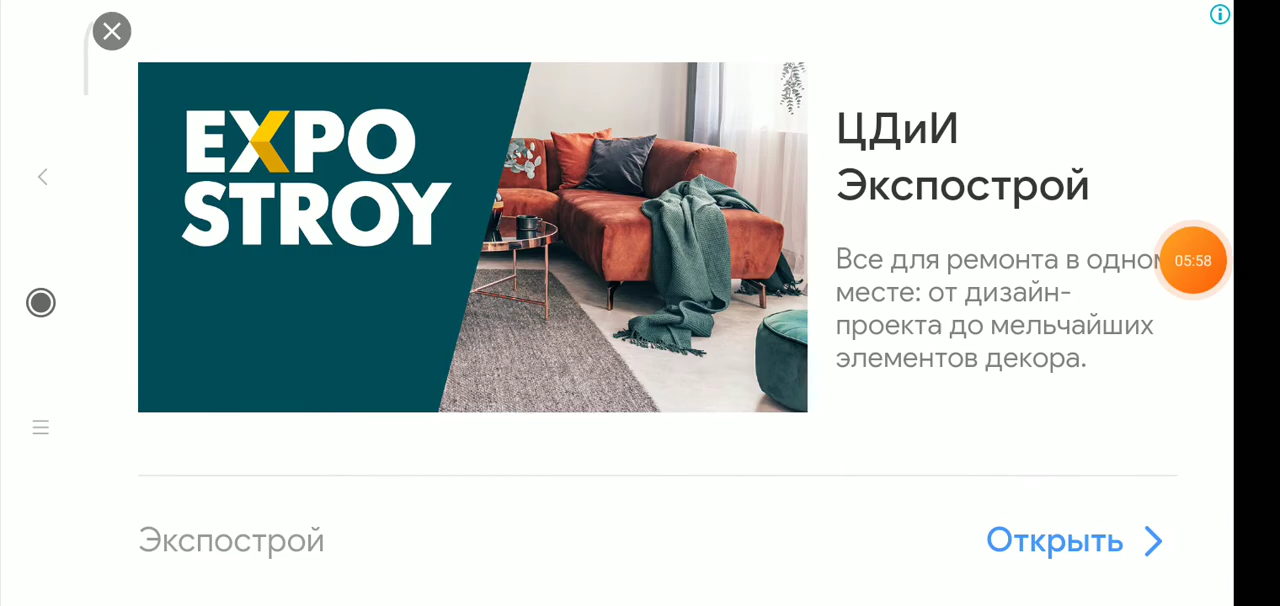 EXPO
STROY
ЦДиИ
Экспострой
Все для ремонта в одном
месте: от дизайн-
проекта до мельчайших
элементов декора.
05:58
Экспострой
Открыть